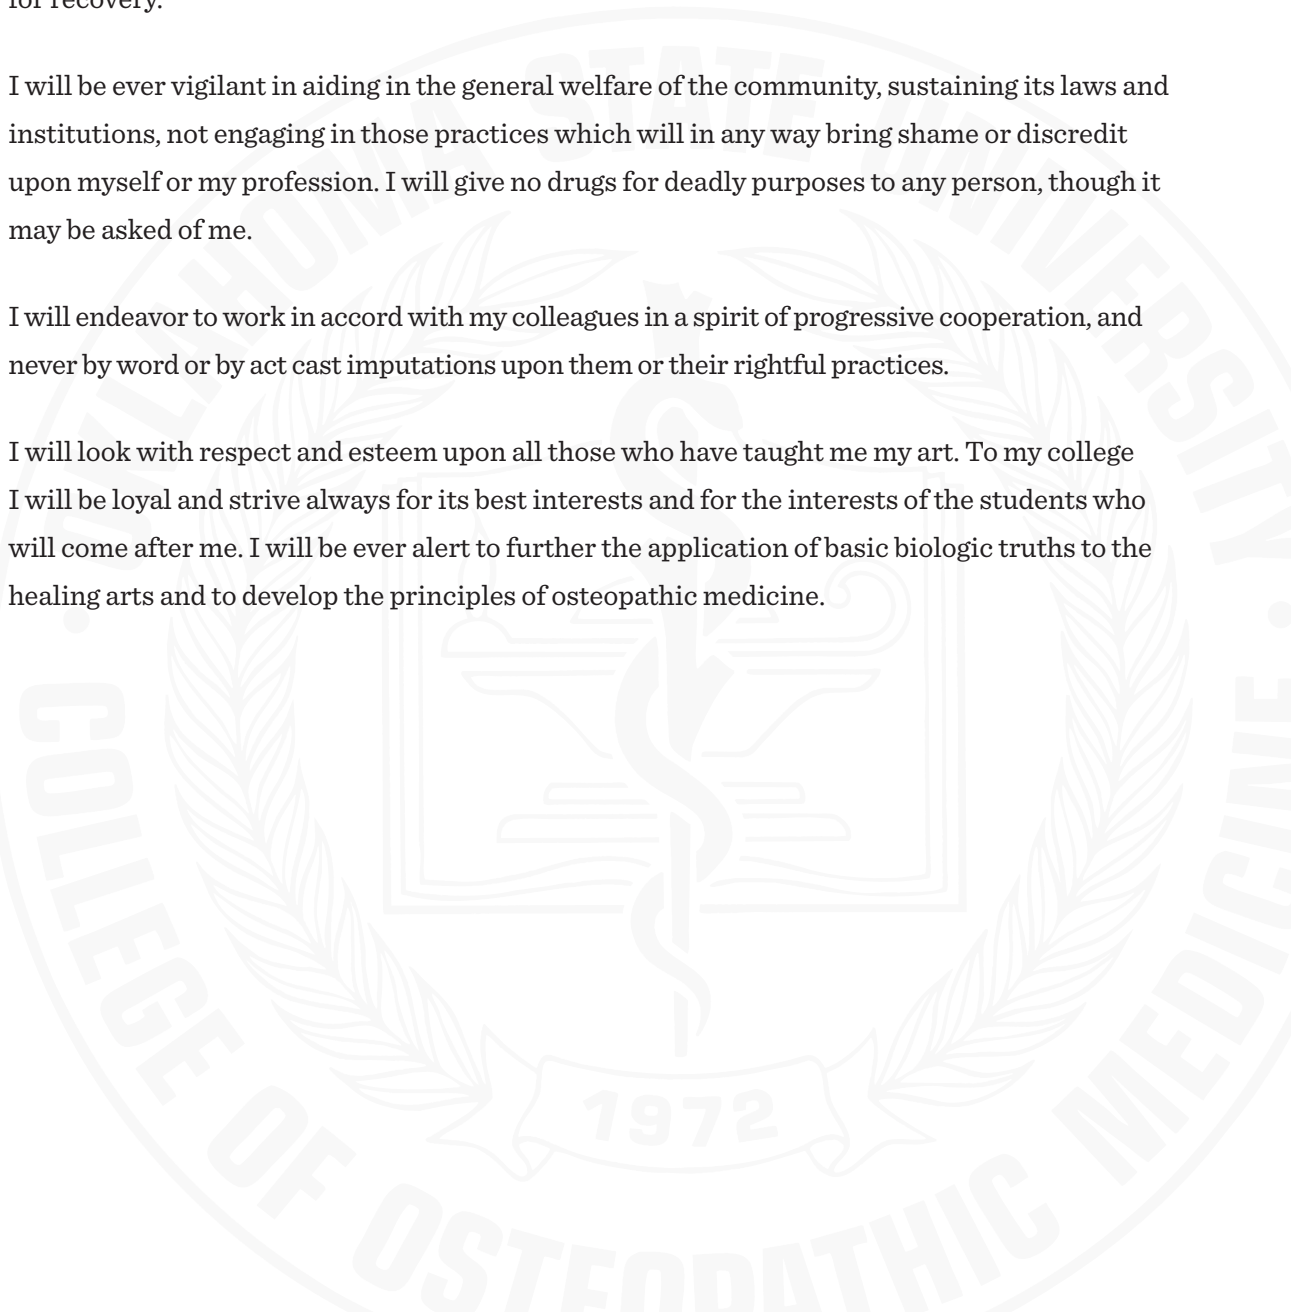 for recovery.
I will be ever vigilant in aiding in the general welfare of the community, sustaining its laws and
institutions, not engaging in those practices which will in any way bring shame or discredit
upon myself or my profession. I will give no drugs for deadly purposes to any person, though it
may be asked of me.
I will endeavor to work in accord with my colleagues in a spirit of progressive cooperation, and
never by word or by act cast imputations upon them or their rightful practices.
I will look with respect and esteem upon all those who have taught me my art. To my college
I will be loyal and strive always for its best interests and for the interests of the students who
will come after me. I will be ever alert to further the application of basic biologic truths to the
healing arts and to develop the principles of osteopathic medicine.
OKLAHOMA STATE UNIVERSITY
COLLEGE OF OSTEOPATHIC MEDICINE
1972